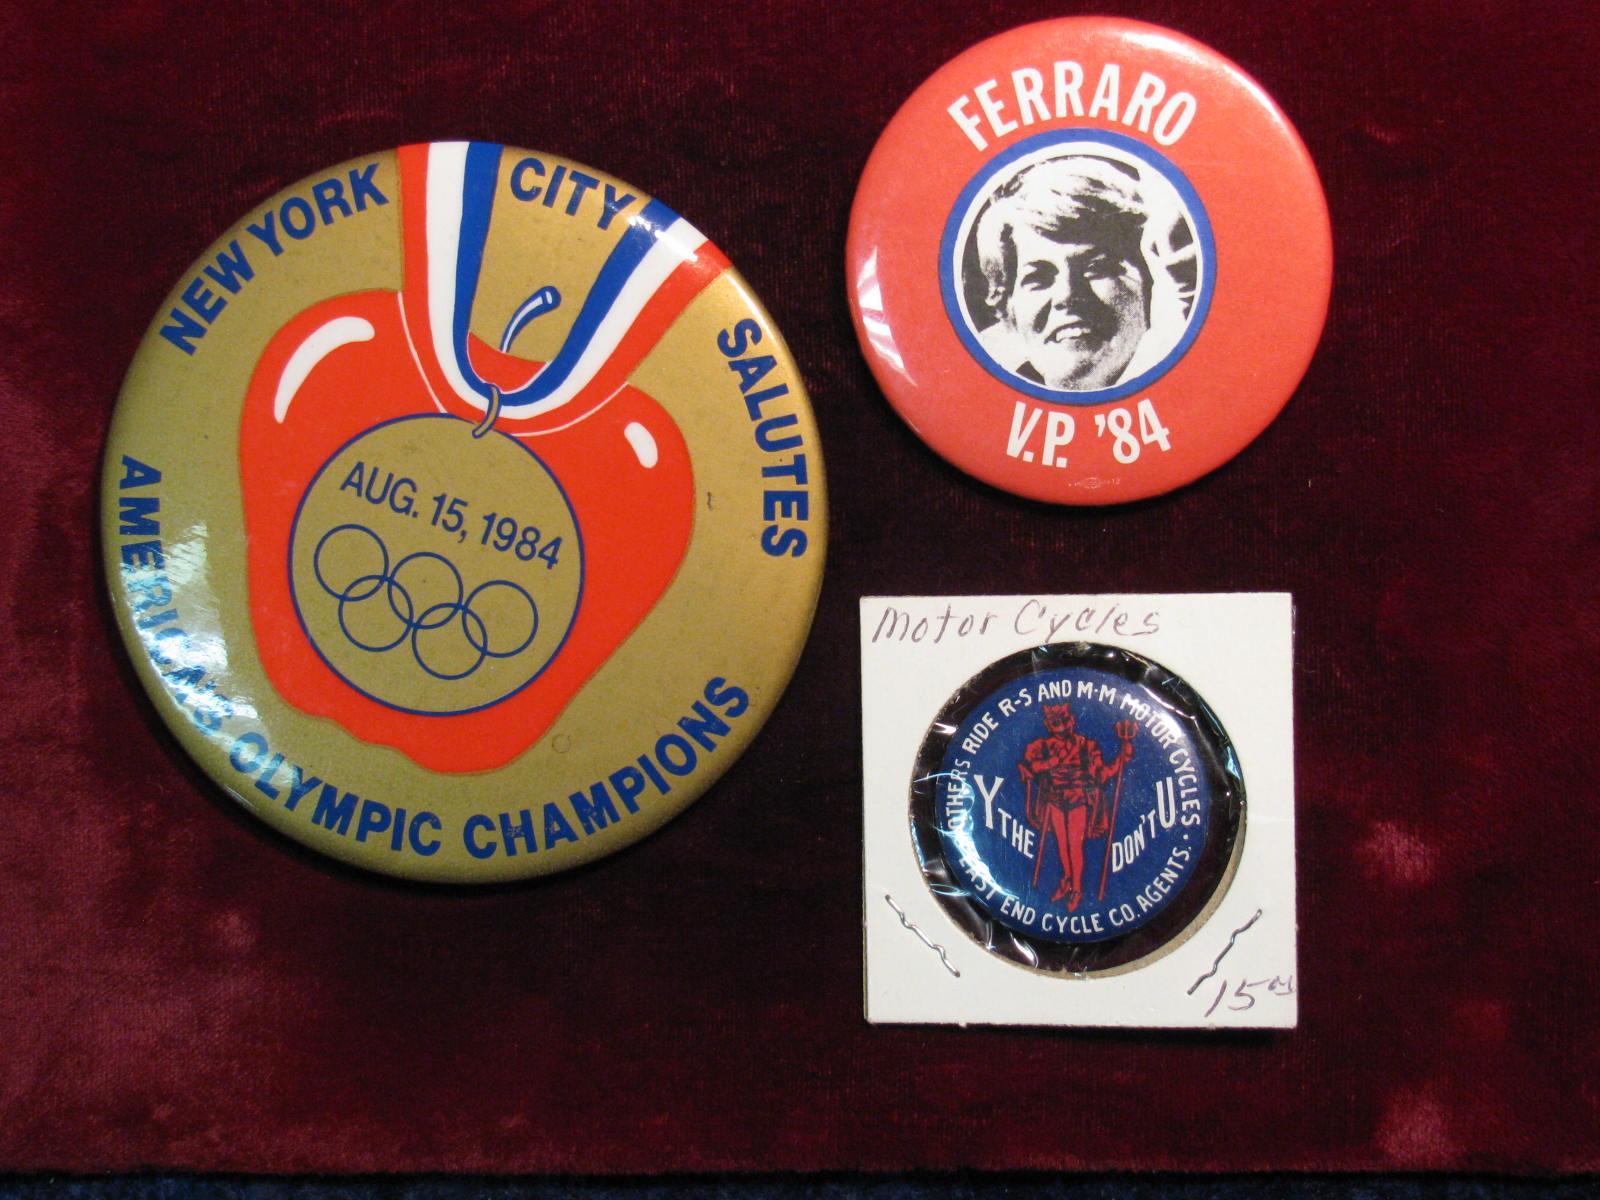 NEW YORK CITY SALUTES
AMERICA'S OLYMPIC CHAMPIONS
AUG. 15, 1984
FERRARO
V.P. '84
Motor Cycles
OTHERS RIDE R-S AND M-M MOTOR CYCLES.
Y THE DON'T U
EAST END CYCLE CO. AGENTS.
15